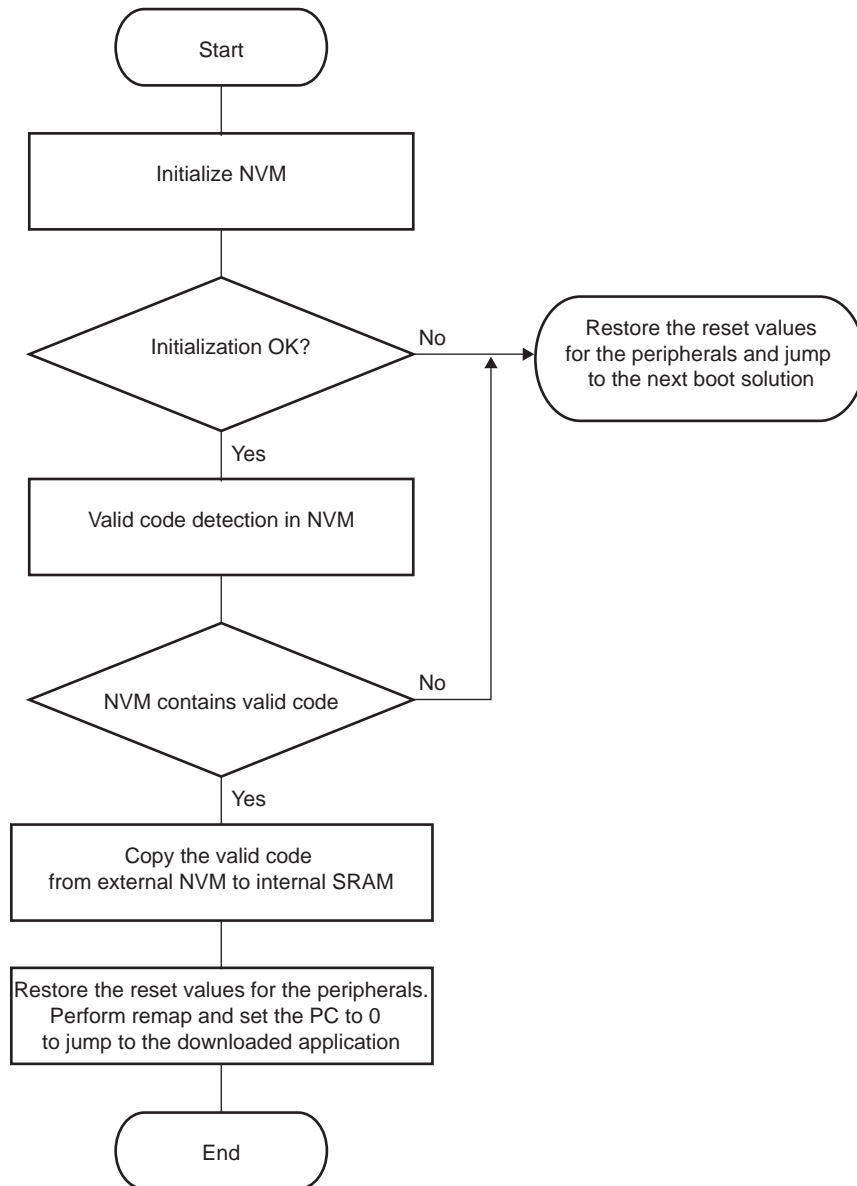 Start
Initialize NVM
Initialization OK?
No
Restore the reset values
for the peripherals and jump
to the next boot solution
Yes
Valid code detection in NVM
NVM contains valid code
No
Yes
Copy the valid code
from external NVM to internal SRAM
Restore the reset values for the peripherals.
Perform remap and set the PC to 0
to jump to the downloaded application
End